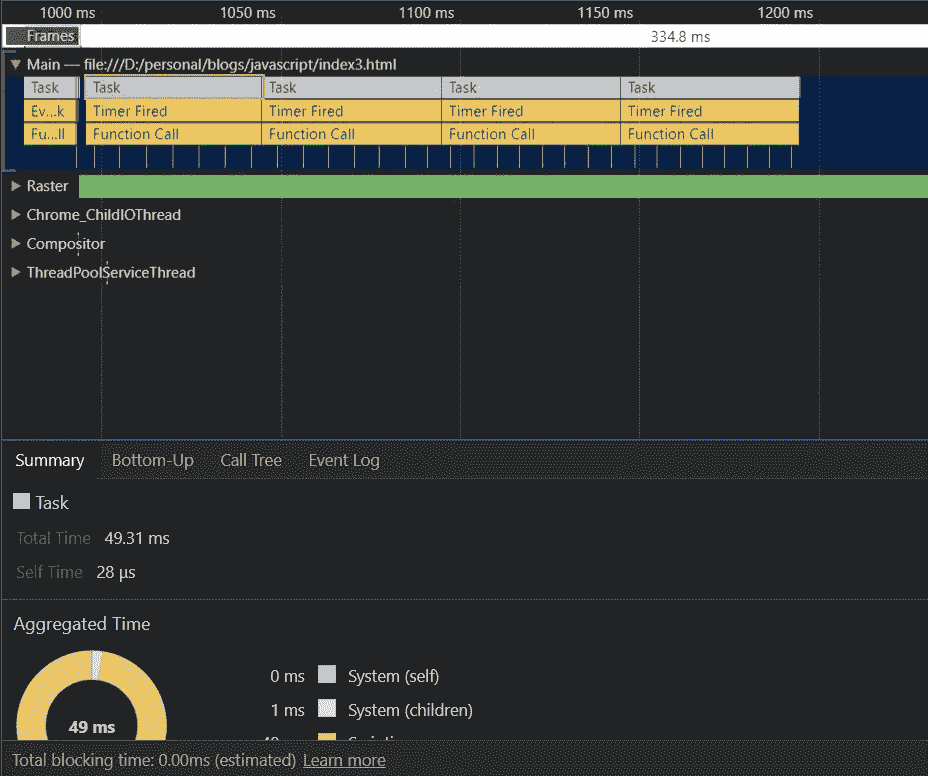 1000 ms 1050 ms 1100 ms 1150 ms 1200 ms
Frames 334.8 ms
Main — file:///D:/personal/blogs/javascript/index3.html
Task Task Task Task Task
Ev...k Timer Fired Timer Fired Timer Fired Timer Fired
Fu...ll Function Call Function Call Function Call Function Call
Raster
Chrome_ChildIOThread
Compositor
ThreadPoolServiceThread
Summary Bottom-Up Call Tree Event Log
Task
Total Time 49.31 ms
Self Time 28 μs
Aggregated Time
0 ms System (self)
1 ms System (children)
49 ms
Total blocking time: 0.00ms (estimated) Learn more